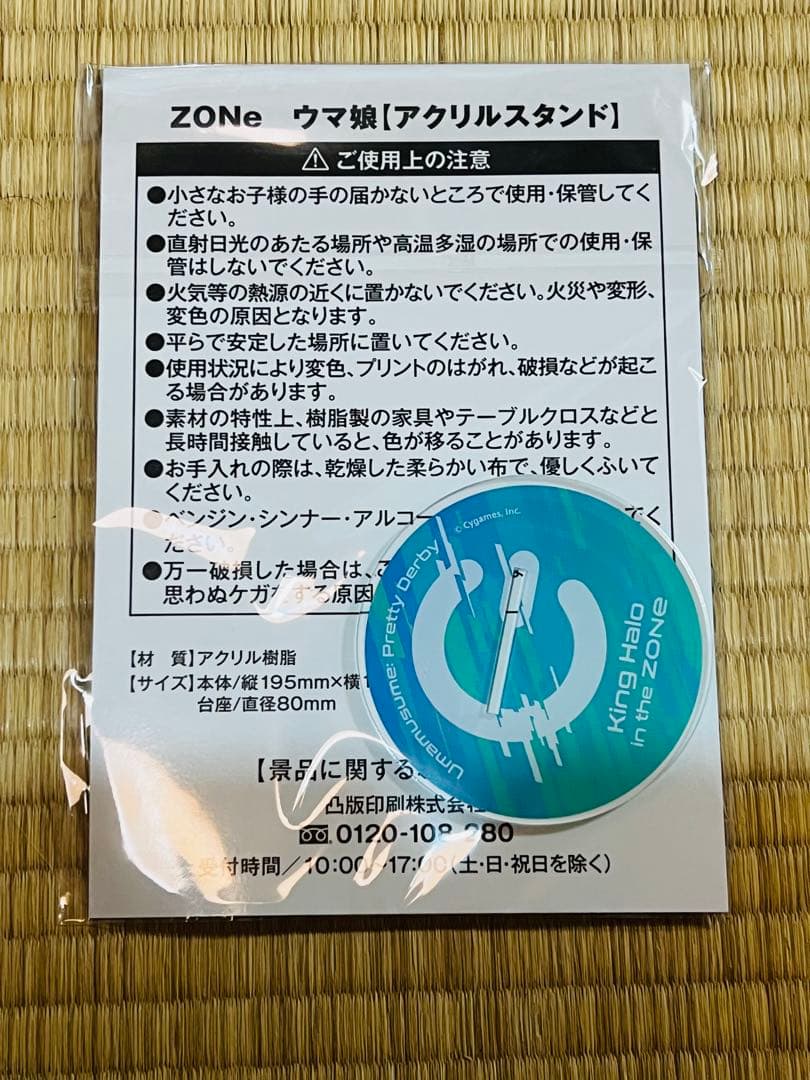 ZONe ウマ娘【アクリルスタンド】
ご使用上の注意
●小さなお子様の手の届かないところで使用・保管してく
ださい。
●直射日光のあたる場所や高温多湿の場所での使用・保
管はしないでください。
●火気等の熱源の近くに置かないでください。火災や変形、
変色の原因となります。
●平らで安定した場所に置いてください。
●使用状況により変色、プリントのはがれ、破損などが起こ
る場合があります。
●素材の特性上、樹脂製の家具やテーブルクロスなどと
長時間接触していると、色が移ることがあります。
●お手入れの際は、乾燥した柔らかい布で、優しくふいて
ください。
●ベンジン・シンナー・アルコー
でく
ださい。
●万一破損した場合は、
思わぬケガをする原因
【材 質】アクリル樹脂
【サイズ】本体/縦195mm×横1
台座/直径80mm
【景品に関する
凸版印刷株式会社
0120-108-280
受付時間/10:00~17:00(土・日・祝日を除く)
© Cygames, Inc.
Umamusume: Pretty Derby
King Halo
in the ZONe